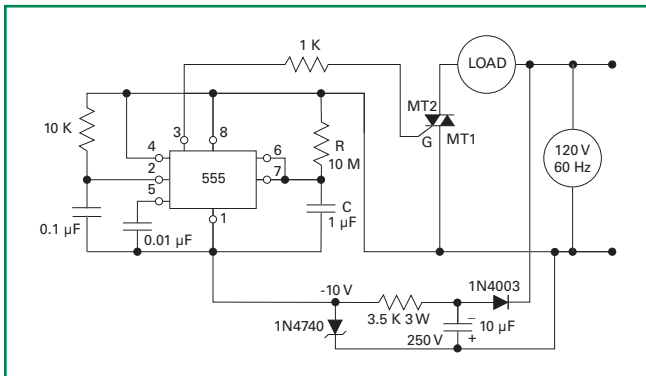 1 K
LOAD
MT2
MT1
G
10 K
3
8
4
2
5
555
6
7
1
R
10 M
120 V
60 Hz
C
1 µF
0.1 µF
0.01 µF
-10 V
1N4003
3.5 K 3 W
1N4740
–
10 µF
250 V
+